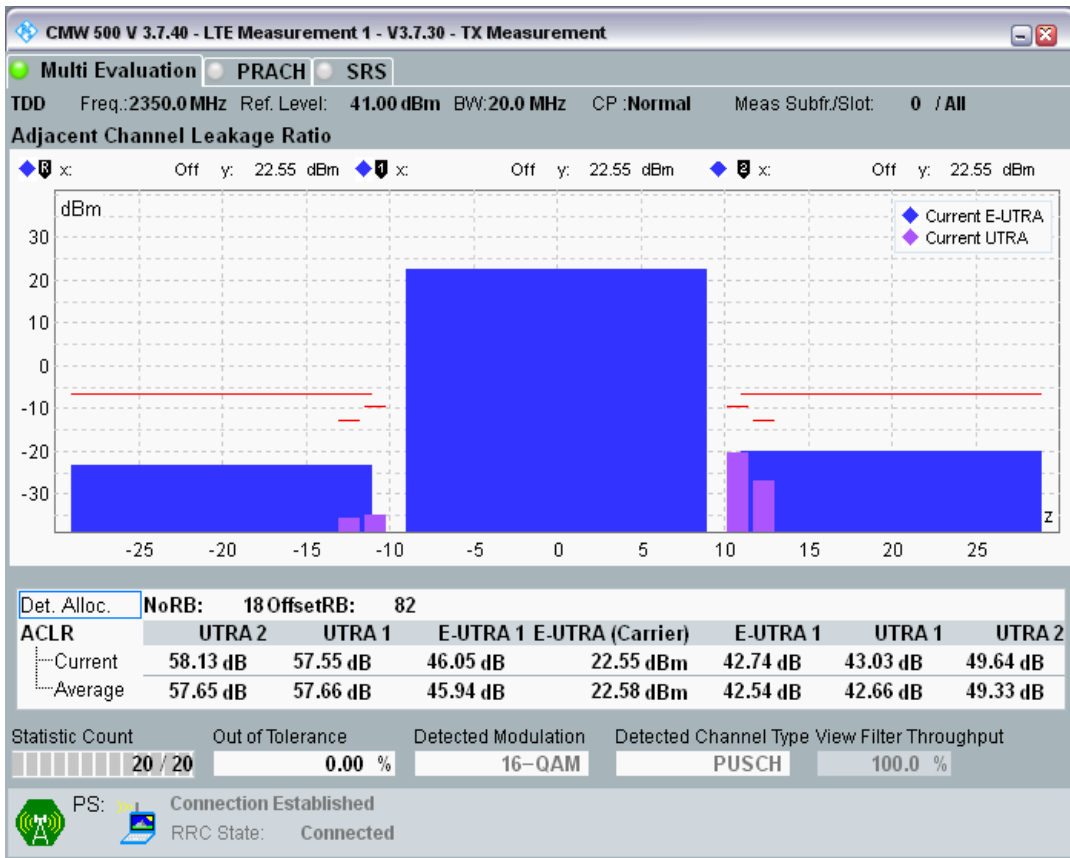 CMW 500 V 3.7.40 - LTE Measurement 1 - V3.7.30 - TX Measurement
Multi Evaluation PRACH SRS
TDD Freq.:2350.0 MHz Ref. Level: 41.00 dBm BW:20.0 MHz CP :Normal Meas Subfr./Slot: 0 / All
Adjacent Channel Leakage Ratio
R x: Off y: 22.55 dBm 1 x: Off y: 22.55 dBm 2 x: Off y: 22.55 dBm
dBm
Current E-UTRA
Current UTRA
30
20
10
0
-10
-20
-30
z
-25 -20 -15 -10 -5 0 5 10 15 20 25
Det. Alloc. NoRB: 18 OffsetRB: 82
ACLR UTRA 2 UTRA 1 E-UTRA 1 E-UTRA (Carrier) E-UTRA 1 UTRA 1 UTRA 2
Current 58.13 dB 57.55 dB 46.05 dB 22.55 dBm 42.74 dB 43.03 dB 49.64 dB
Average 57.65 dB 57.66 dB 45.94 dB 22.58 dBm 42.54 dB 42.66 dB 49.33 dB
Statistic Count Out of Tolerance Detected Modulation Detected Channel Type View Filter Throughput
20 / 20 0.00 % 16-QAM PUSCH 100.0 %
PS: Connection Established
RRC State: Connected